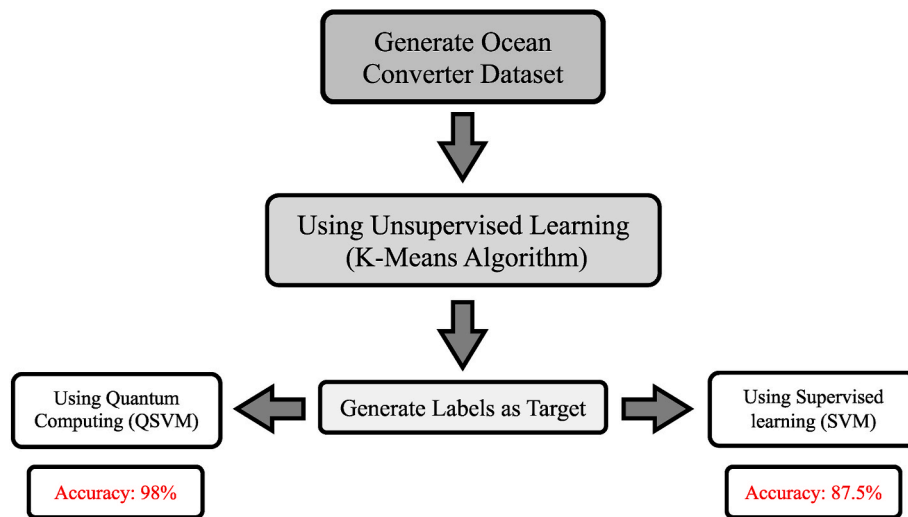 Generate Ocean
Converter Dataset
Using Unsupervised Learning
(K-Means Algorithm)
Using Quantum
Computing (QSVM)
Generate Labels as Target
Using Supervised
learning (SVM)
Accuracy: 98%
Accuracy: 87.5%